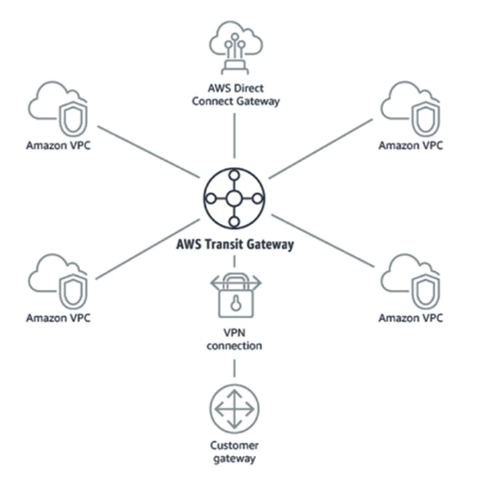 AWS Direct
Connect Gateway
Amazon VPC
Amazon VPC
AWS Transit Gateway
Amazon VPC
Amazon VPC
VPN
connection
Customer
gateway